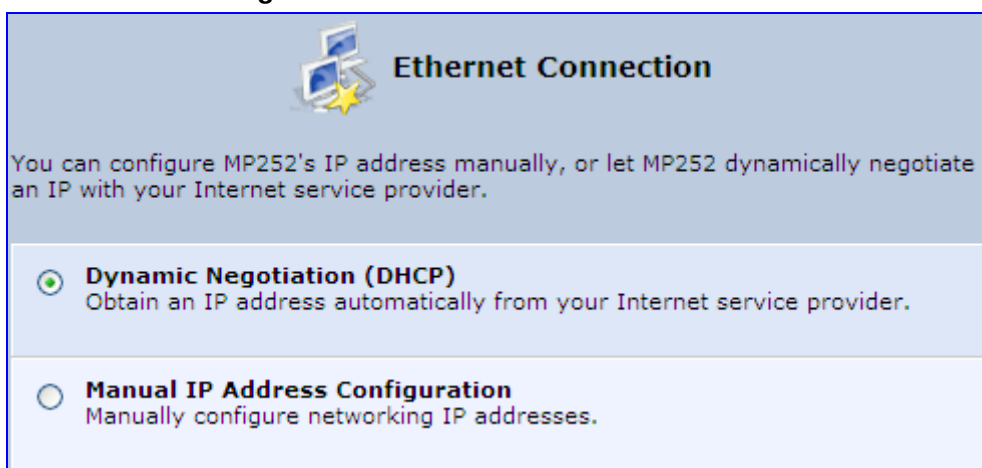 Ethernet Connection
You can configure MP252's IP address manually, or let MP252 dynamically negotiate
an IP with your Internet service provider.
Dynamic Negotiation (DHCP)
Obtain an IP address automatically from your Internet service provider.
Manual IP Address Configuration
Manually configure networking IP addresses.